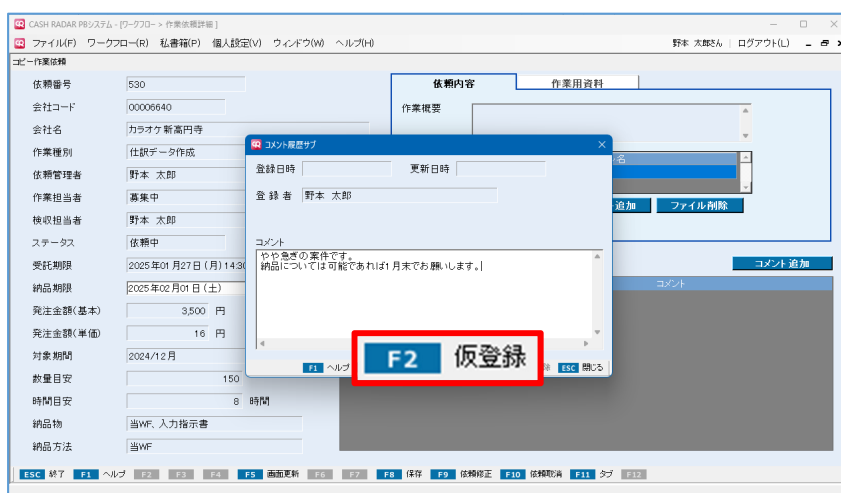 CASH RADAR PBシステム - [ワークフロー > 作業依頼詳細 ]
ファイル(F) ワークフロー(R) 私書箱(P) 個人設定(V) ウィンドウ(W) ヘルプ(H) 野本 太郎さん ログアウト(L)
コピー作業依頼
依頼番号 530
会社コード 00006640
会社名 カラオケ新高円寺
作業種別 仕訳データ作成
依頼管理者 野本 太郎
作業担当者 募集中
検収担当者 野本 太郎
ステータス 依頼中
受託期限 2025年01月27日(月)14:30
納品期限 2025年02月01日(土)
発注金額(基本) 3,500 円
発注金額(単価) 16 円
対象期間 2024/12月
数量目安 150
時間目安 8 時間
納品物 当WF、入力指示書
納品方法 当WF
依頼内容 作業用資料
作業概要
名
追加 ファイル削除
コメント追加
コメント
コメント履歴サブ
登録日時 更新日時
登録者 野本 太郎
コメント
やや急ぎの案件です。
納品については可能であれば1月末でお願いします。
F1 ヘルプ F2 仮登録 ESC 閉じる
ESC 終了 F1 ヘルプ F2 F3 F4 F5 画面更新 F6 F7 F8 保存 F9 依頼修正 F10 依頼取消 F11 タブ F12